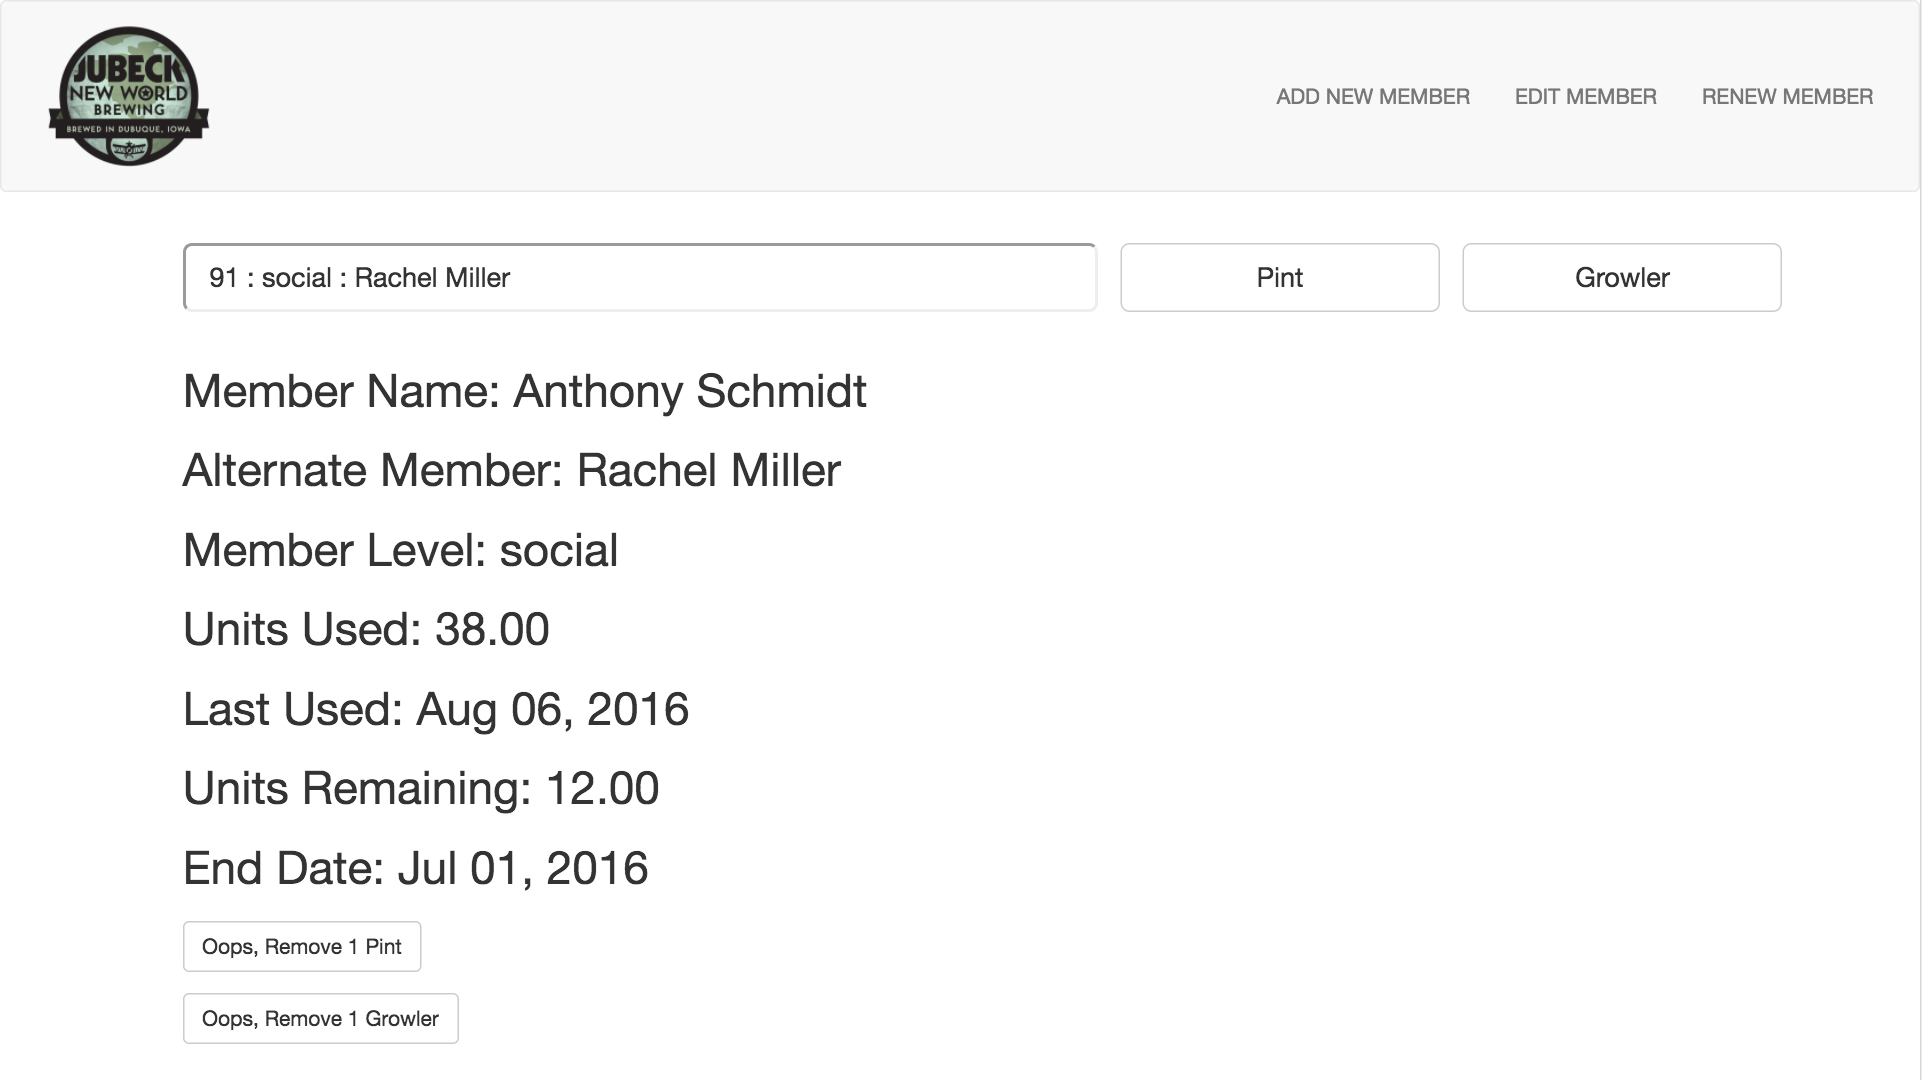 JUBECK
NEW WORLD
BREWING
BREWED IN DUBUQUE, IOWA
ADD NEW MEMBER
EDIT MEMBER
RENEW MEMBER
91 : social : Rachel Miller
Pint
Growler
Member Name: Anthony Schmidt
Alternate Member: Rachel Miller
Member Level: social
Units Used: 38.00
Last Used: Aug 06, 2016
Units Remaining: 12.00
End Date: Jul 01, 2016
Oops, Remove 1 Pint
Oops, Remove 1 Growler